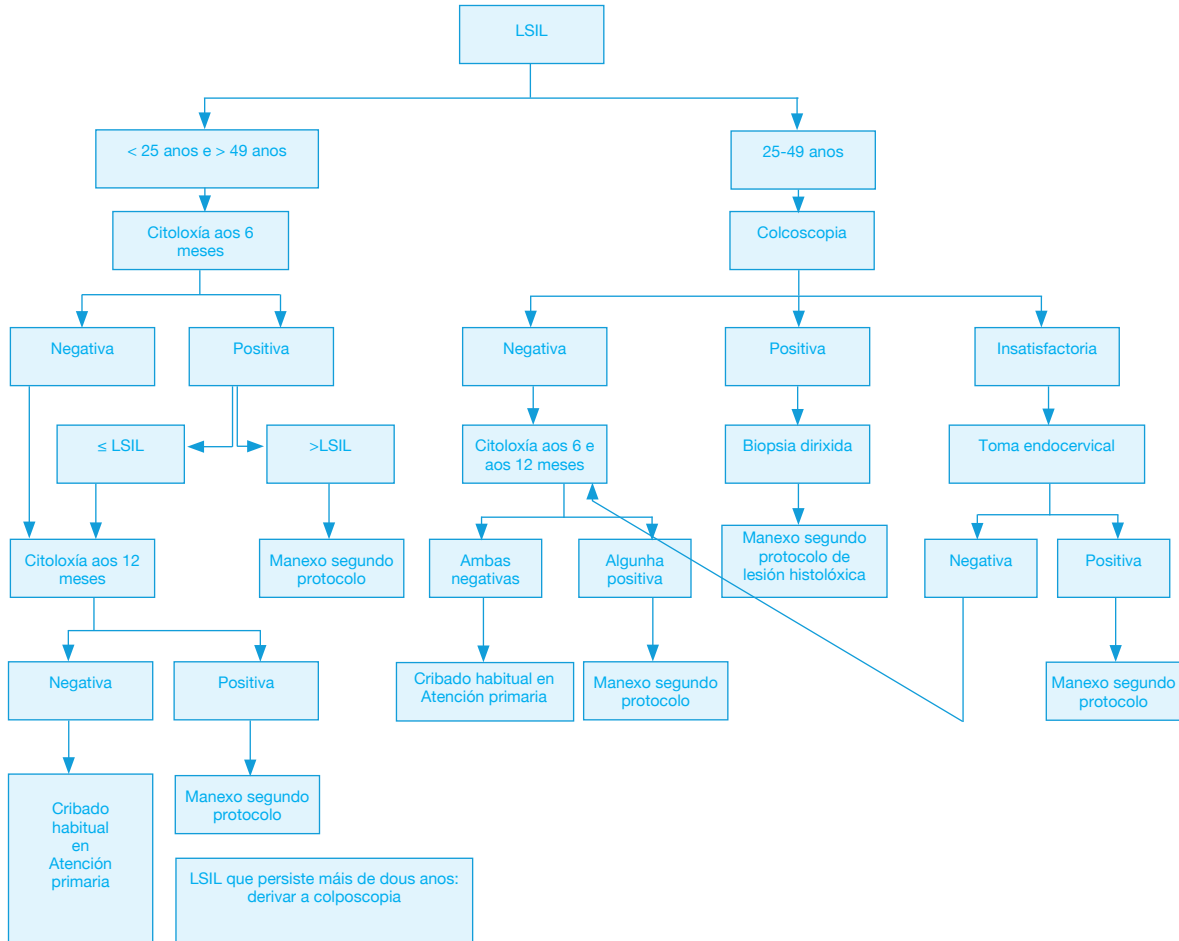 LSIL
< 25 anos e > 49 anos
25-49 anos
Citoloxía aos 6
meses
Colcoscopia
Negativa
Positiva
Negativa
Positiva
Insatisfactoria
≤ LSIL
>LSIL
Citoloxía aos 6 e
aos 12 meses
Biopsia dirixida
Toma endocervical
Citoloxía aos 12
meses
Manexo segundo
protocolo
Ambas
negativas
Algunha
positiva
Manexo segundo
protocolo de
lesión histolóxica
Negativa
Positiva
Negativa
Positiva
Cribado habitual en
Atención primaria
Manexo segundo
protocolo
Manexo segundo
protocolo
Cribado
habitual
en
Atención
primaria
Manexo segundo
protocolo
LSIL que persiste máis de dous anos:
derivar a colposcopia